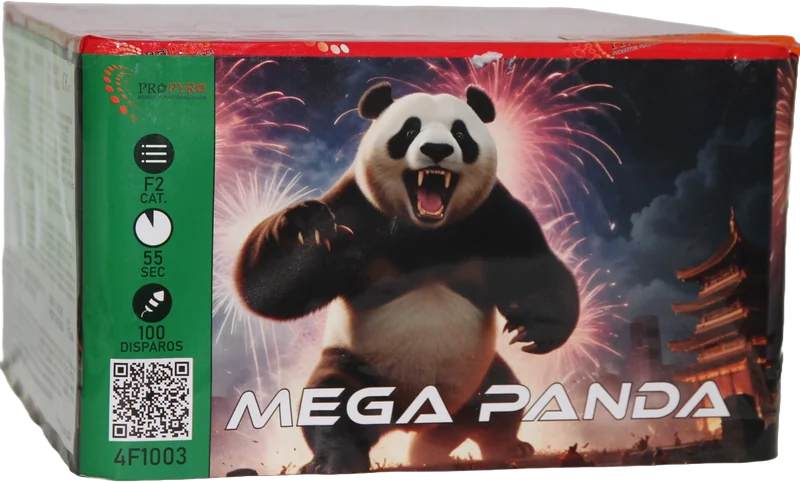 PROPYRO
F2
CAT.
55
SEC
100
DISPAROS
4F1003
MEGA PANDA